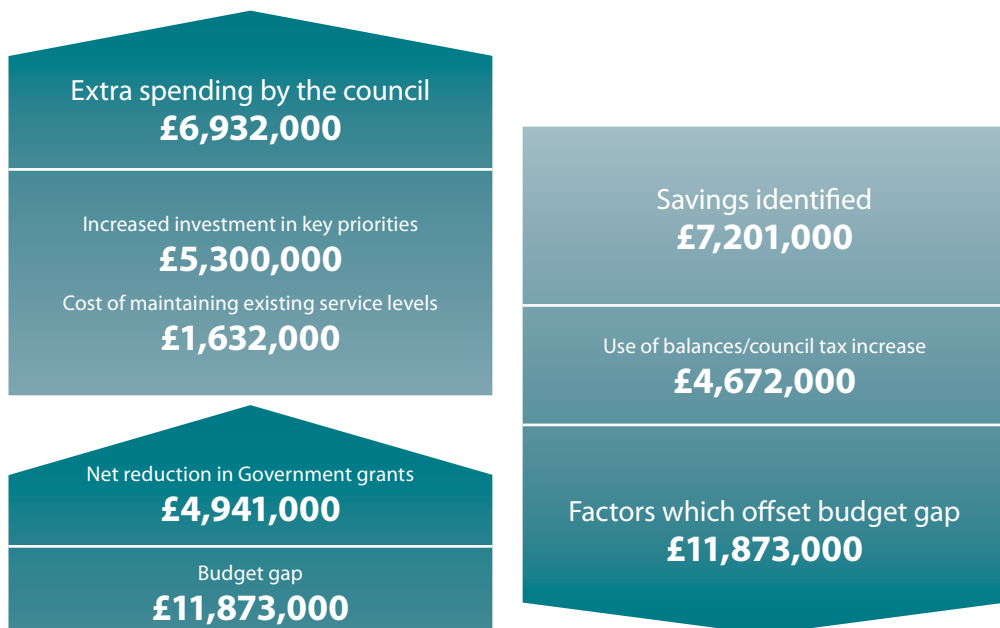 Extra spending by the council
£6,932,000
Increased investment in key priorities
£5,300,000
Cost of maintaining existing service levels
£1,632,000
Net reduction in Government grants
£4,941,000
Budget gap
£11,873,000
Savings identified
£7,201,000
Use of balances/council tax increase
£4,672,000
Factors which offset budget gap
£11,873,000